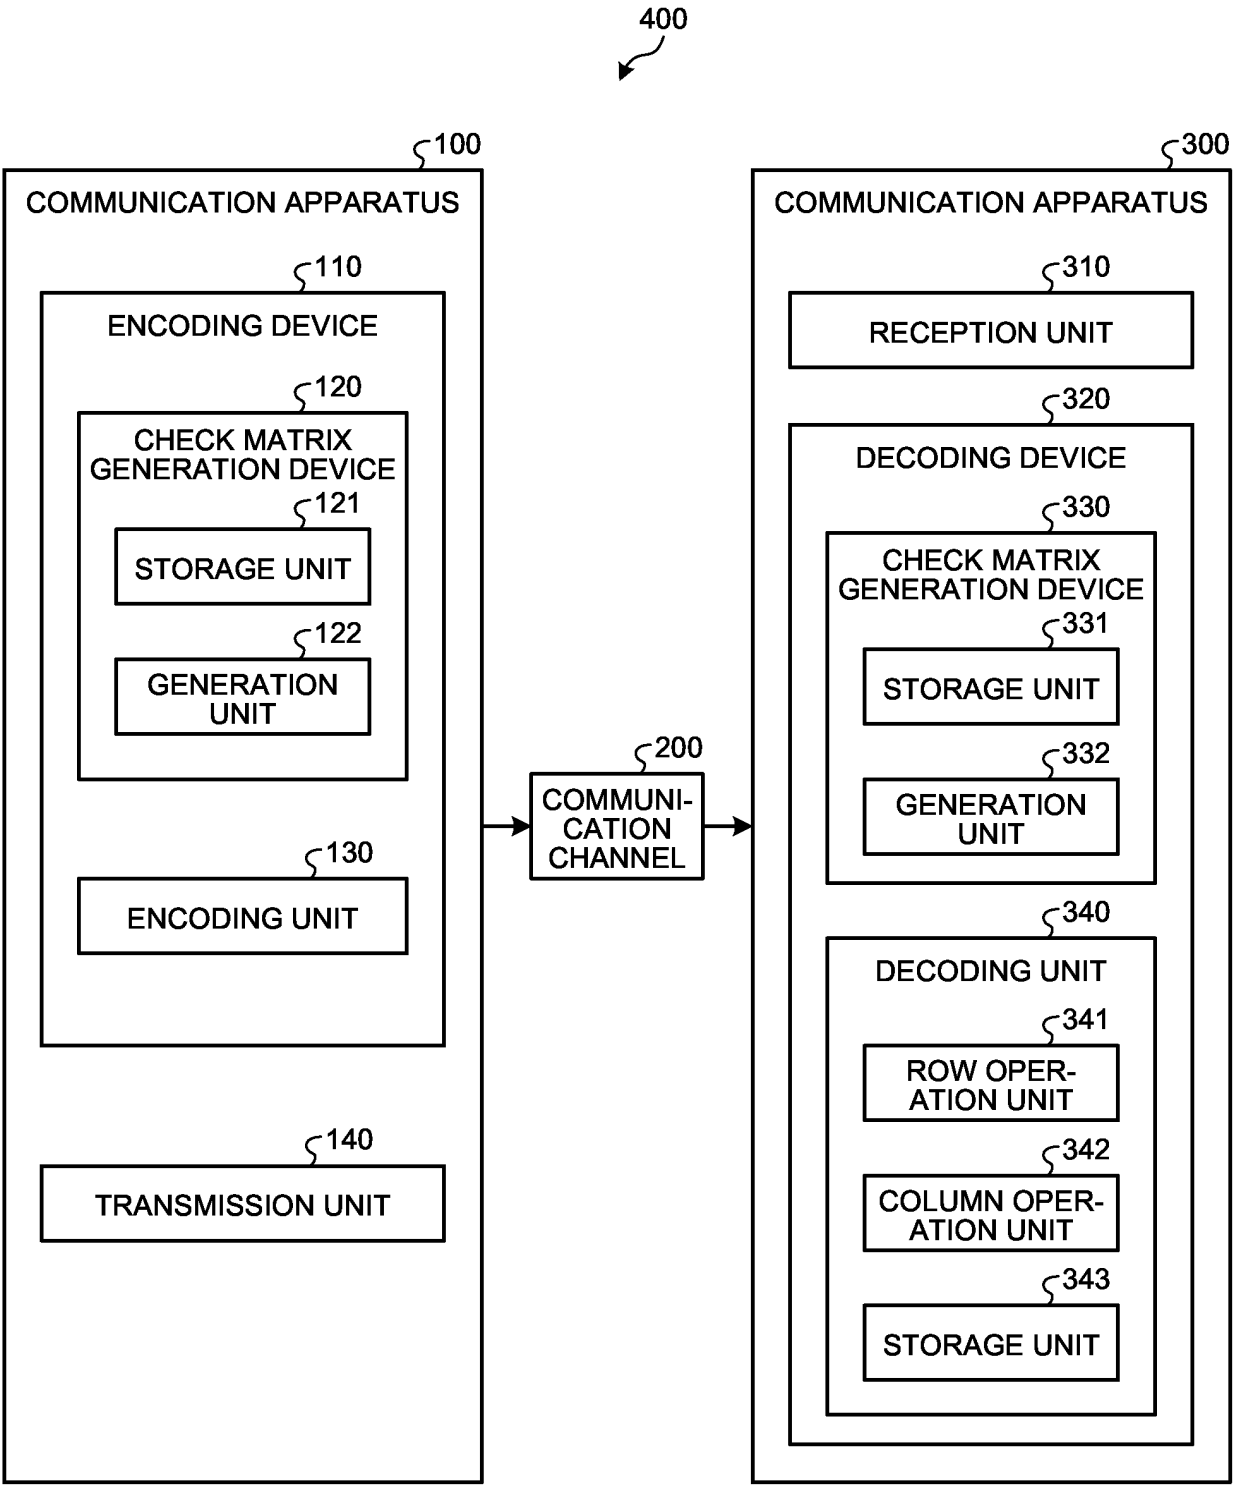 400
100
COMMUNICATION APPARATUS
110
ENCODING DEVICE
120
CHECK MATRIX
GENERATION DEVICE
121
STORAGE UNIT
122
GENERATION
UNIT
130
ENCODING UNIT
140
TRANSMISSION UNIT
200
COMMUNI-
CATION
CHANNEL
300
COMMUNICATION APPARATUS
310
RECEPTION UNIT
320
DECODING DEVICE
330
CHECK MATRIX
GENERATION DEVICE
331
STORAGE UNIT
332
GENERATION
UNIT
340
DECODING UNIT
341
ROW OPER-
ATION UNIT
342
COLUMN OPER-
ATION UNIT
343
STORAGE UNIT